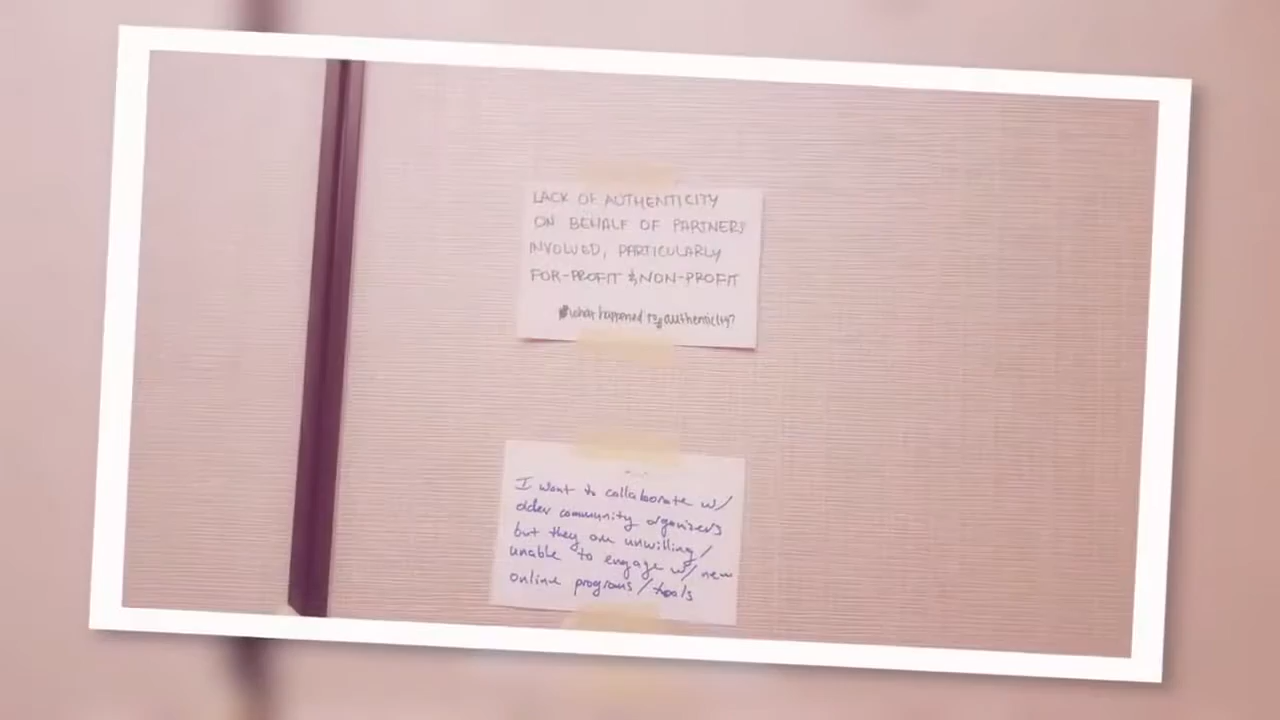 LACK OF AUTHENTICITY
ON BEHALF OF PARTNERS
INVOLVED, PARTICULARLY
FOR-PROFIT & NON-PROFIT
#what happened to authenticity?
I want to collaborate w/
older community organizers
but they are unwilling/
unable to engage w/ new
online programs/tools